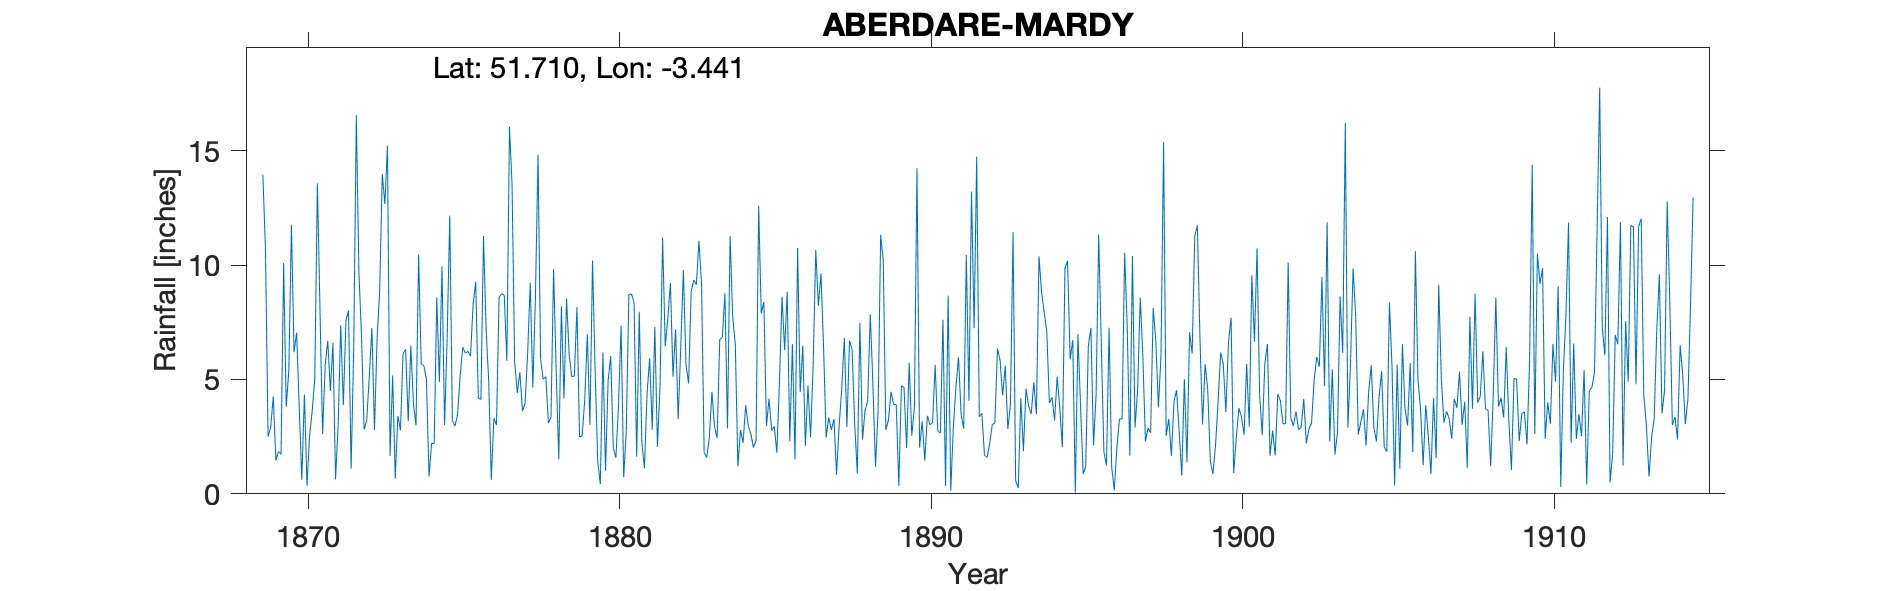 ABERDARE-MARDY
Lat: 51.710, Lon: -3.441
15
10
5
0
Rainfall [inches]
1870 1880 1890 1900 1910
Year